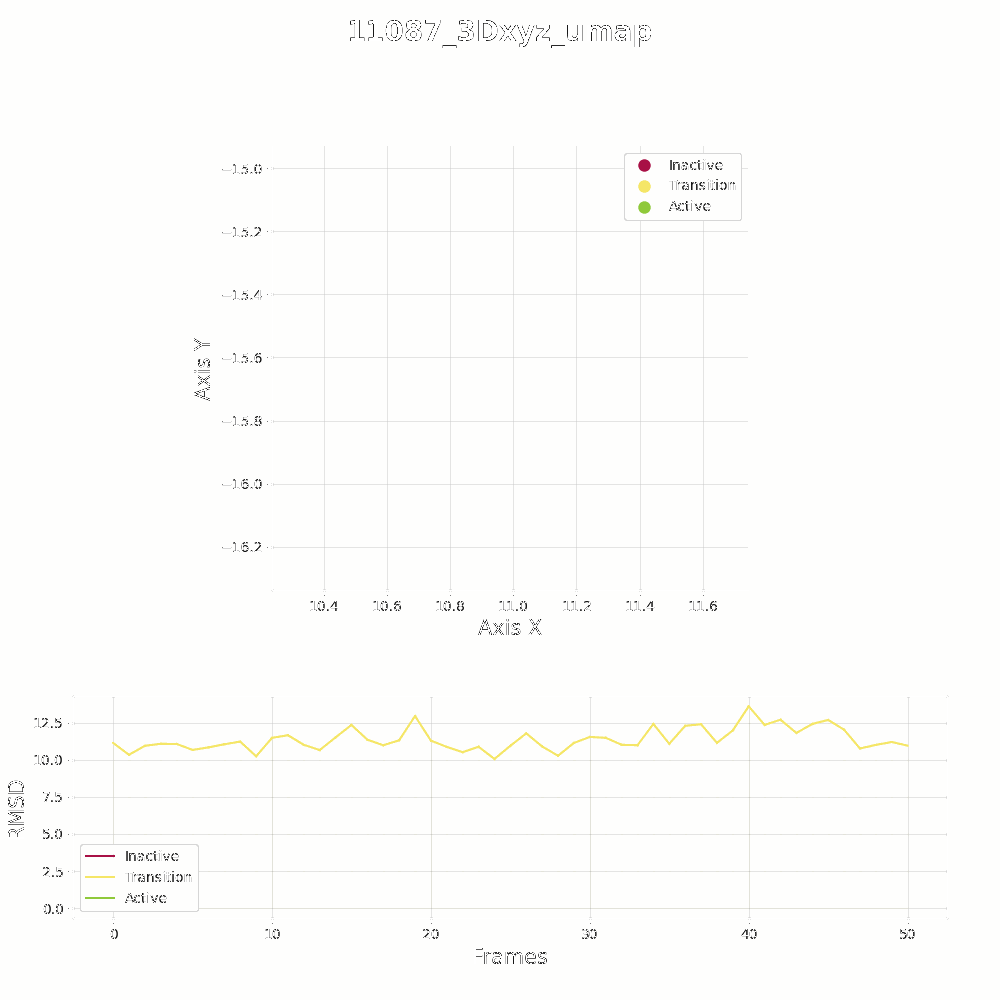 11087_3Dxyz_umap
Inactive
Transition
Active
−15.0
−15.2
−15.4
−15.6
−15.8
−16.0
−16.2
Axis Y
10.4 10.6 10.8 11.0 11.2 11.4 11.6
Axis X
12.5
10.0
7.5
5.0
2.5
0.0
RMSD
Inactive
Transition
Active
0 10 20 30 40 50
Frames